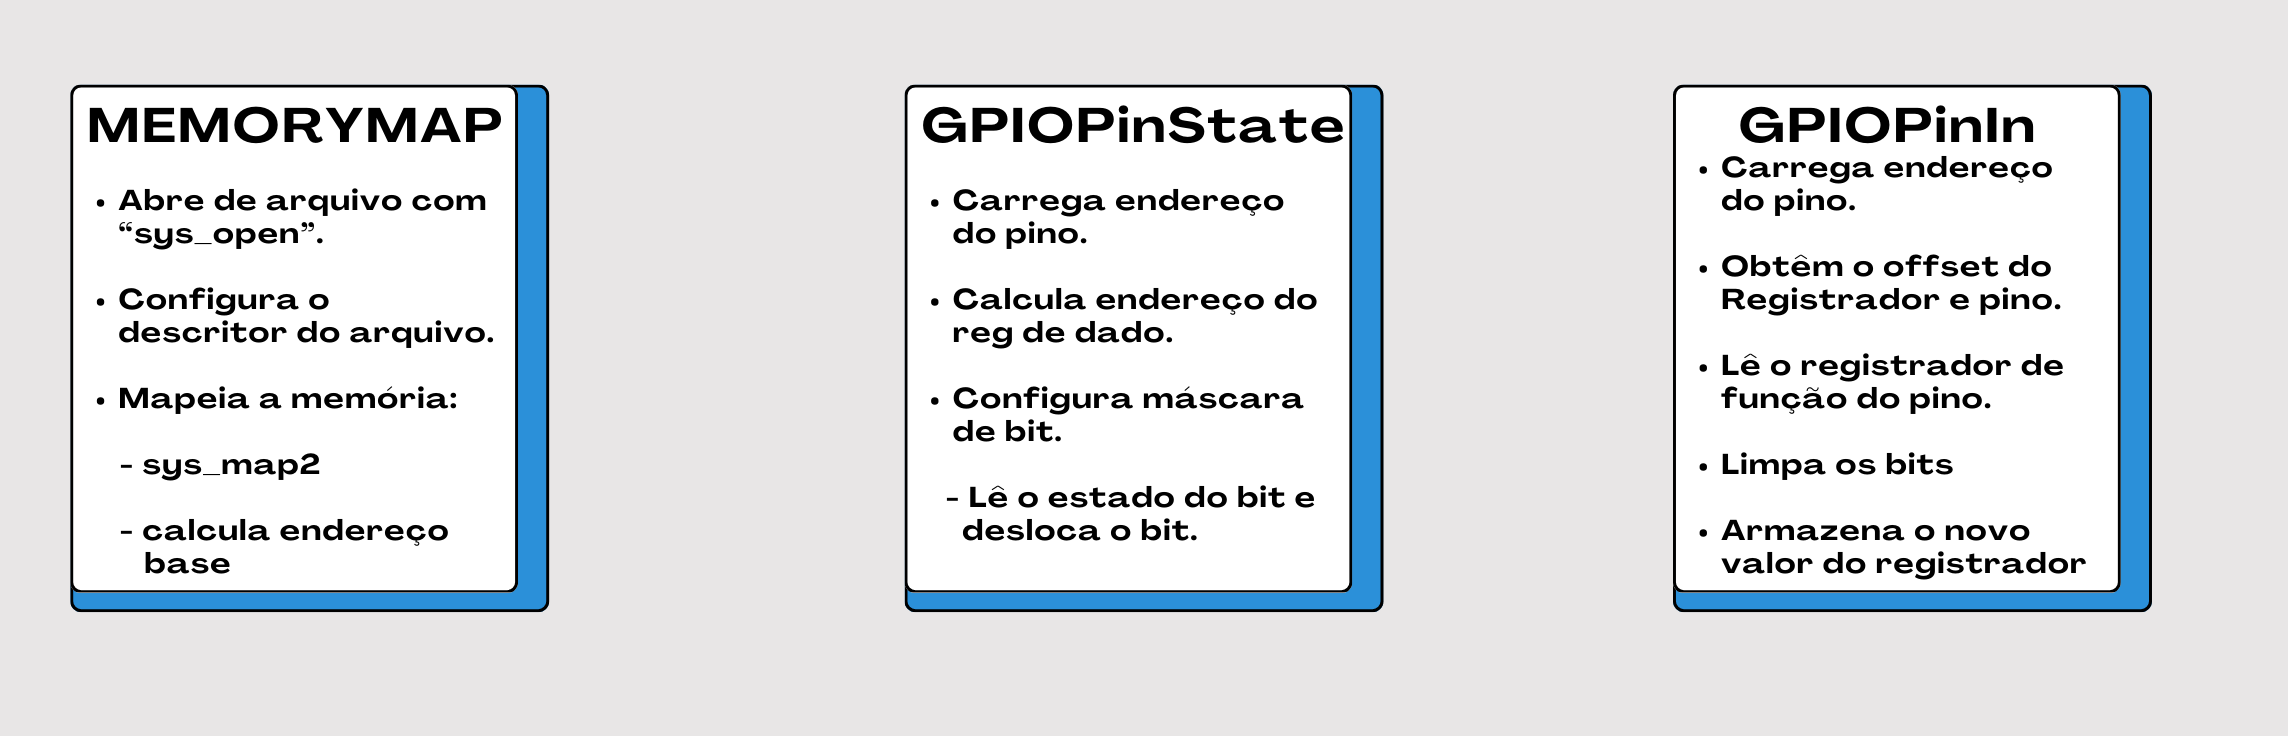 MEMORYMAP
• Abre de arquivo com
“sys_open”.
• Configura o
descritor do arquivo.
• Mapeia a memória:
- sys_map2
- calcula endereço
base
GPIOPinState
• Carrega endereço
do pino.
• Calcula endereço do
reg de dado.
• Configura máscara
de bit.
- Lê o estado do bit e
desloca o bit.
GPIOPinIn
• Carrega endereço
do pino.
• Obtêm o offset do
Registrador e pino.
• Lê o registrador de
função do pino.
• Limpa os bits
• Armazena o novo
valor do registrador